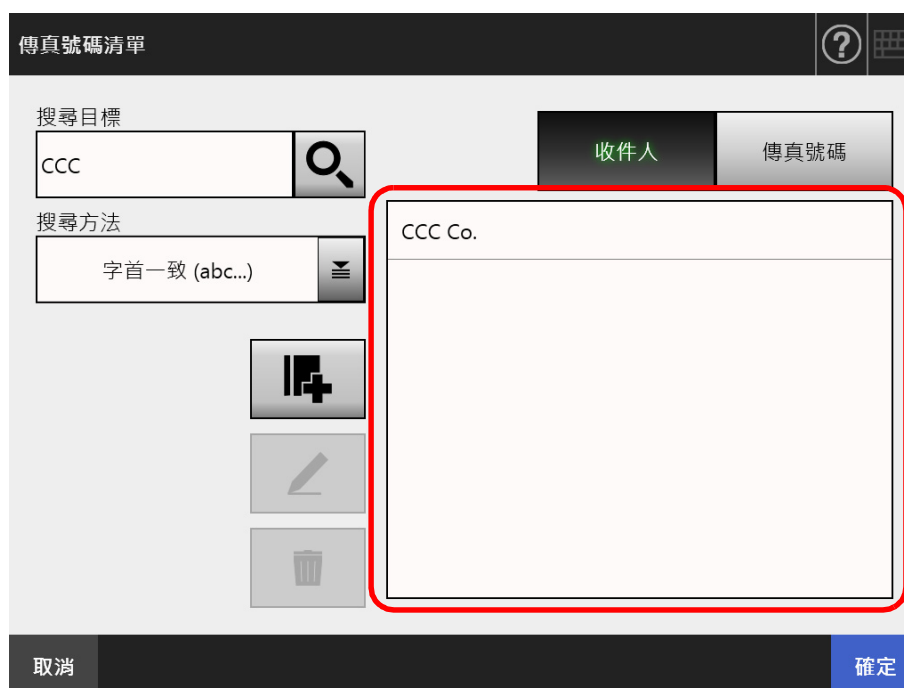 傳真號碼清單
搜尋目標
CCC
收件人
傳真號碼
搜尋方法
字首一致 (abc...)
CCC Co.
取消
確定